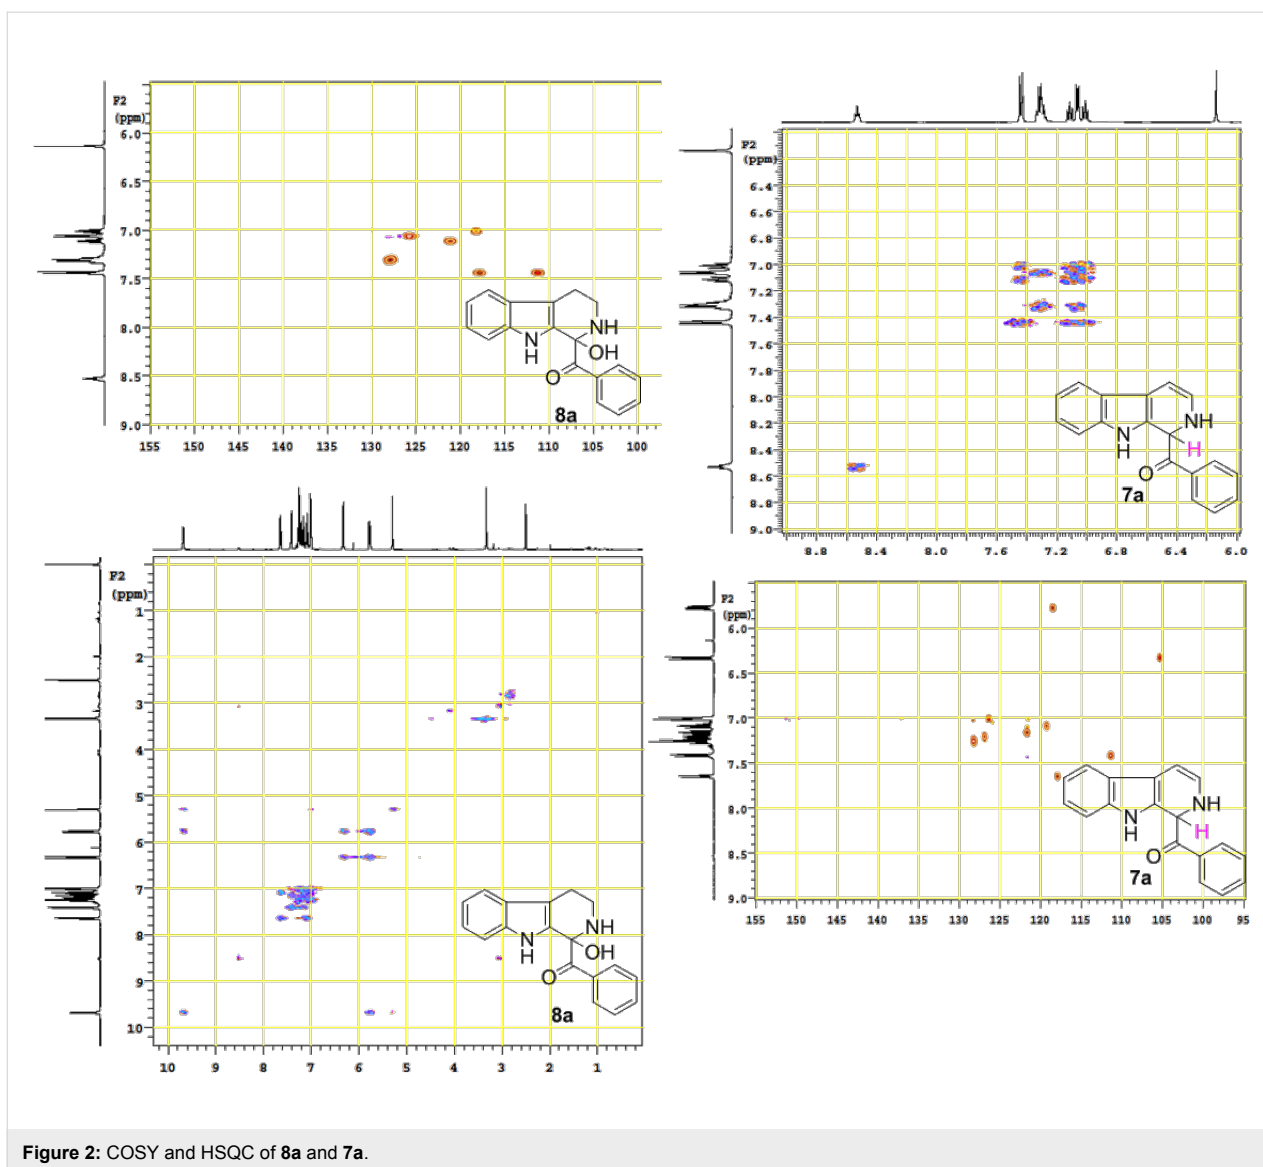 F2
(ppm)
6.0
6.5
7.0
7.5
8.0
8.5
9.0
155 150 145 140 135 130 125 120 115 110 105 100
NH
N
H
OH
O
8a
F2
(ppm)
6.4
6.6
6.8
7.0
7.2
7.4
7.6
7.8
8.0
8.2
8.4
8.6
8.8
9.0
8.8 8.4 8.0 7.6 7.2 6.8 6.4 6.0
NH
N
H
H
O
7a
F2
(ppm)
1
2
3
4
5
6
7
8
9
10
10 9 8 7 6 5 4 3 2 1
NH
N
H
OH
O
8a
F2
(ppm)
6.0
6.5
7.0
7.5
8.0
8.5
9.0
155 150 145 140 135 130 125 120 115 110 105 100 95
NH
N
H
H
O
7a
Figure 2: COSY and HSQC of 8a and 7a.